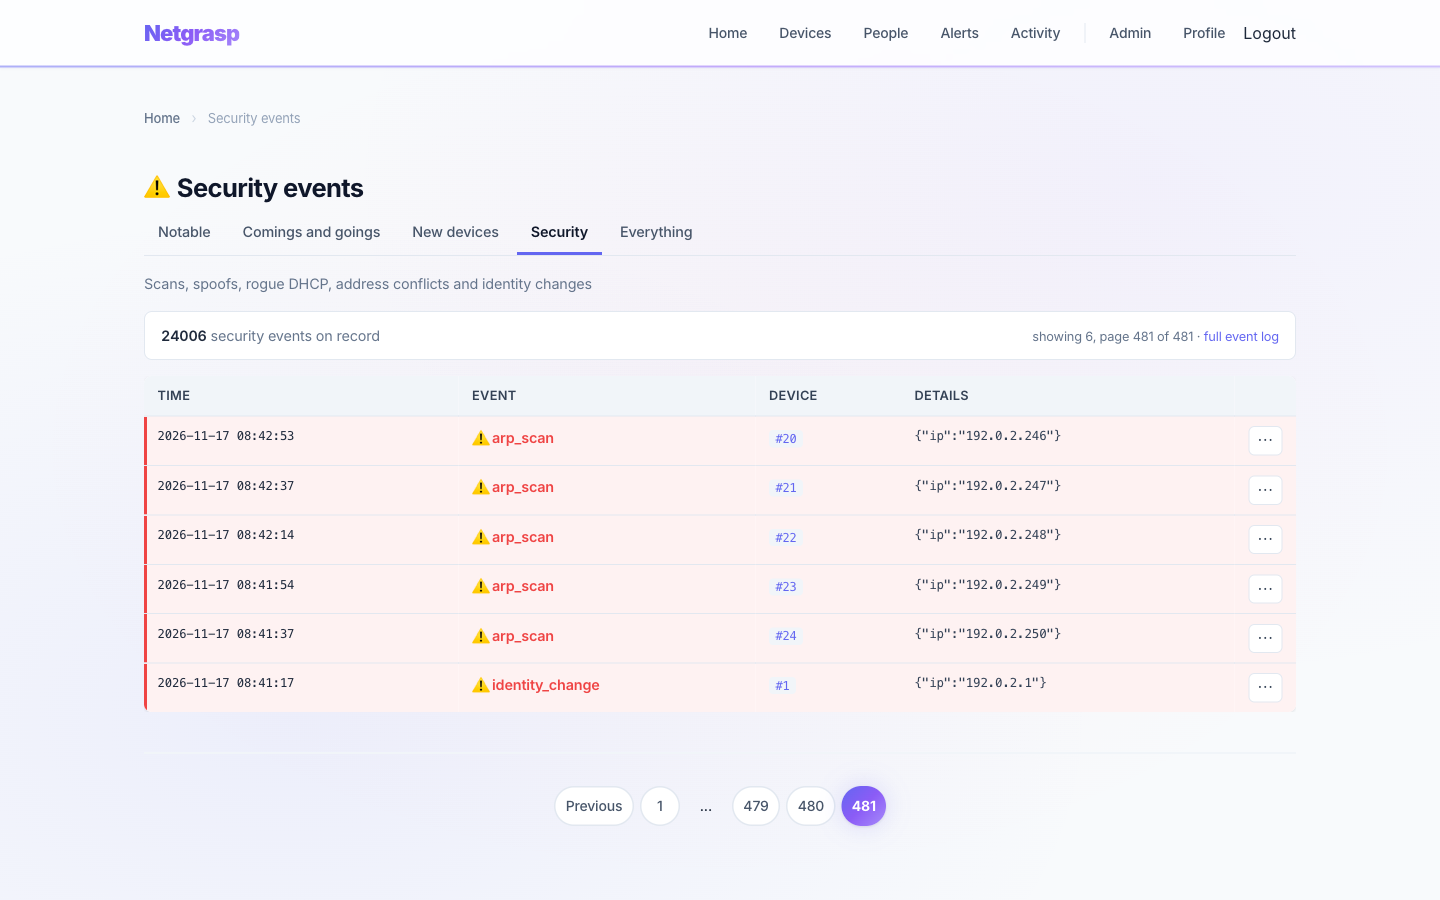 Netgrasp
Home Devices People Alerts Activity Admin Profile Logout
Home › Security events
⚠️ Security events
Notable Comings and goings New devices Security Everything
Scans, spoofs, rogue DHCP, address conflicts and identity changes
24006 security events on record showing 6, page 481 of 481 · full event log
TIME EVENT DEVICE DETAILS
2026-11-17 08:42:53 ⚠️ arp_scan #20 {"ip":"192.0.2.246"} ...
2026-11-17 08:42:37 ⚠️ arp_scan #21 {"ip":"192.0.2.247"} ...
2026-11-17 08:42:14 ⚠️ arp_scan #22 {"ip":"192.0.2.248"} ...
2026-11-17 08:41:54 ⚠️ arp_scan #23 {"ip":"192.0.2.249"} ...
2026-11-17 08:41:37 ⚠️ arp_scan #24 {"ip":"192.0.2.250"} ...
2026-11-17 08:41:17 ⚠️ identity_change #1 {"ip":"192.0.2.1"} ...
Previous 1 ... 479 480 481